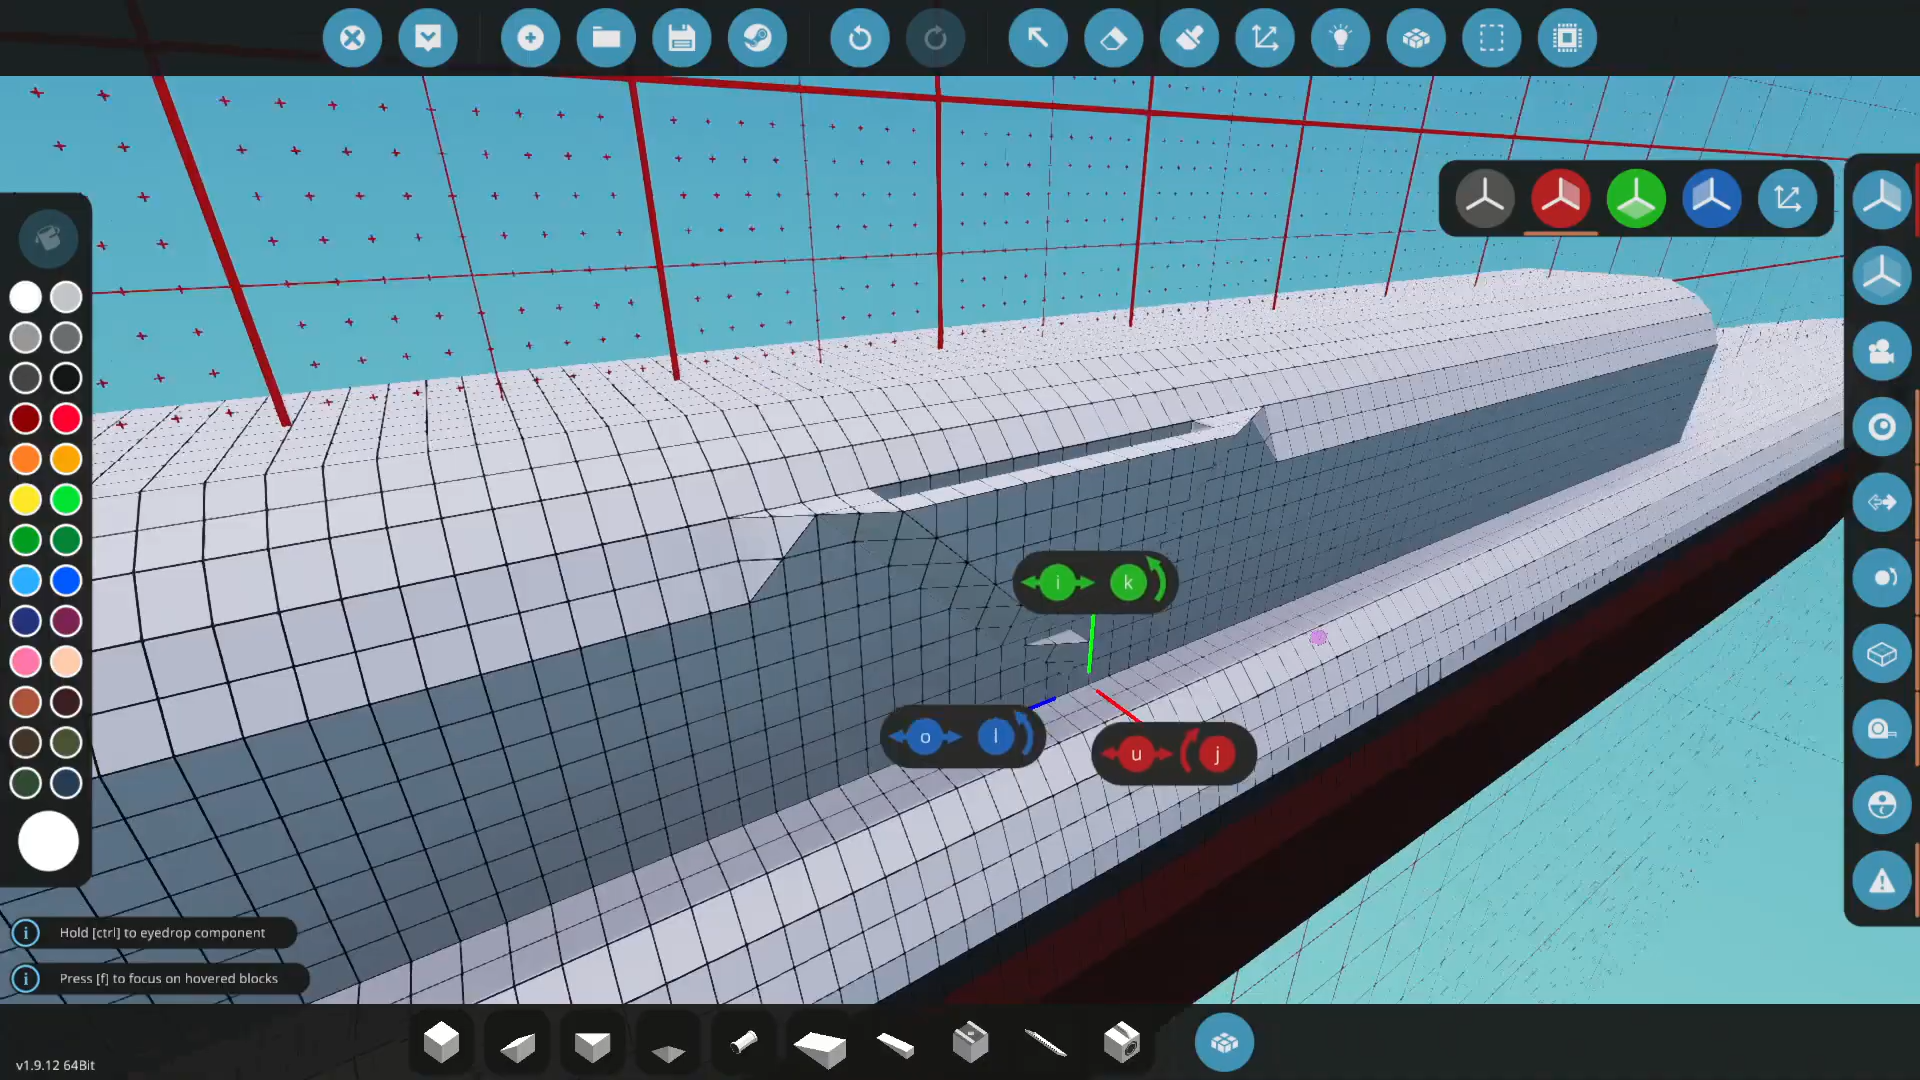 i k
o l
u j
Hold [ctrl] to eyedrop component
Press [f] to focus on hovered blocks
v1.9.12 64Bit